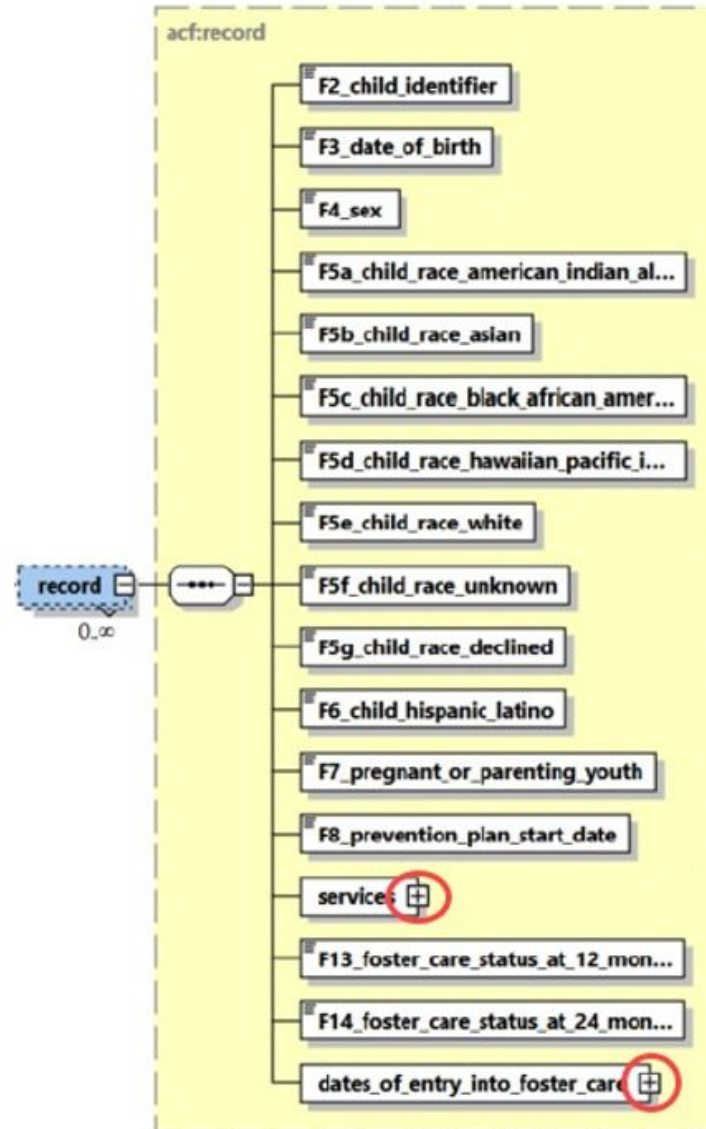 acf:record
F2_child_identifier
F3_date_of_birth
F4_sex
F5a_child_race_american_indian_al...
F5b_child_race_asian
F5c_child_race_black_african_amer...
F5d_child_race_hawaiian_pacific_i...
F5e_child_race_white
record
0..∞
F5f_child_race_unknown
F5g_child_race_declined
F6_child_hispanic_latino
F7_pregnant_or_parenting_youth
F8_prevention_plan_start_date
services
F13_foster_care_status_at_12_mon...
F14_foster_care_status_at_24_mon...
dates_of_entry_into_foster_care